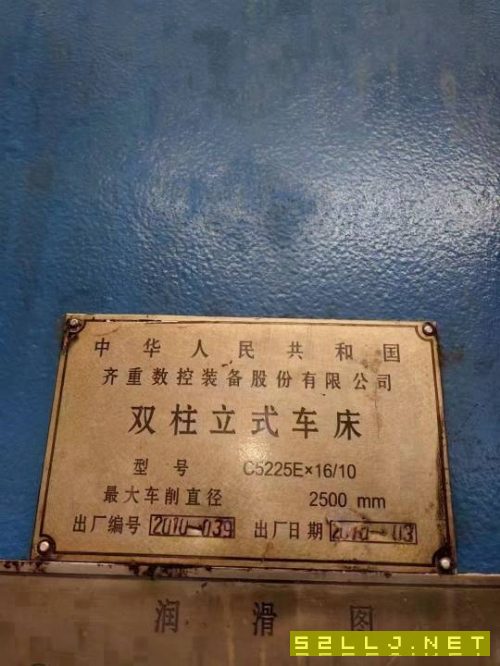 中华人民共和国
齐重数控装备股份有限公司
双柱立式车床
型号 C5225E×16/10
最大车削直径 2500 mm
出厂编号 2010-039 出厂日期 2010-03
润滑图
52LLJ.NET